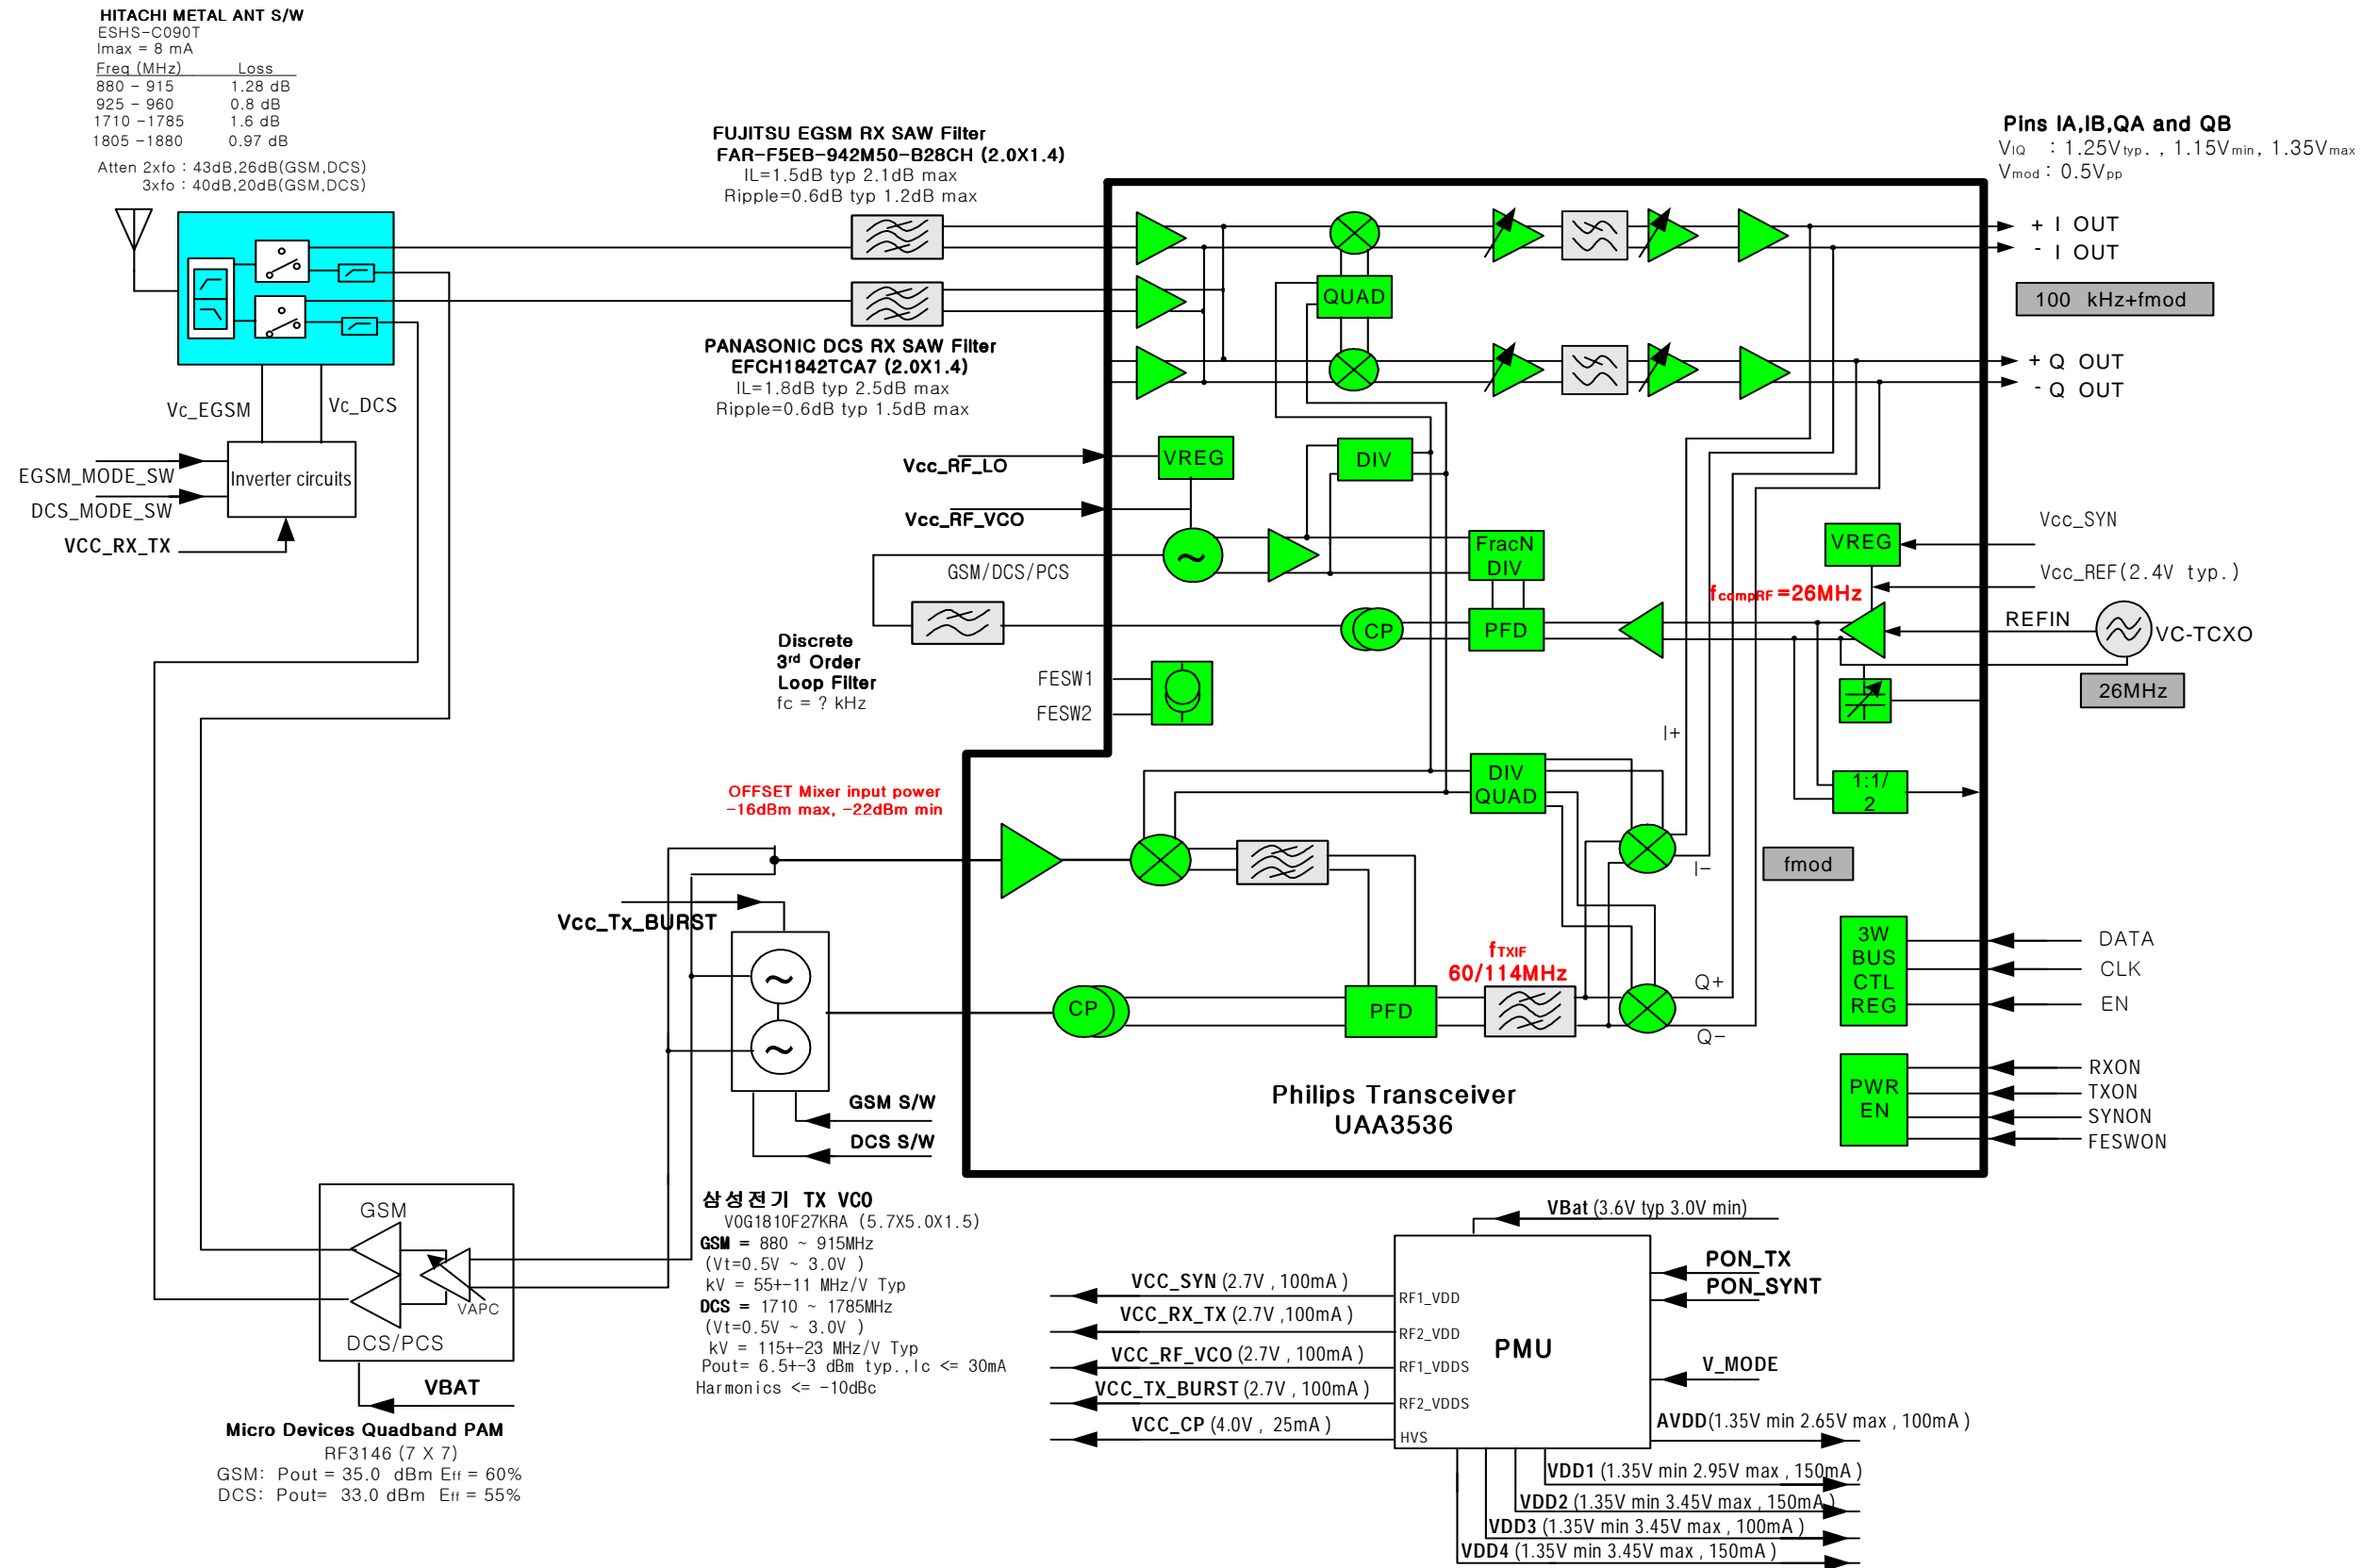 HITACHI METAL ANT S/W
ESHS-C090T
Imax = 8 mA
Freq (MHz) Loss
880 - 915 1.28 dB
925 - 960 0.8 dB
1710 -1785 1.6 dB
1805 -1880 0.97 dB
Atten 2xfo : 43dB,26dB(GSM,DCS)
3xfo : 40dB,20dB(GSM,DCS)
FUJITSU EGSM RX SAW Filter
FAR-F5EB-942M50-B28CH (2.0X1.4)
IL=1.5dB typ 2.1dB max
Ripple=0.6dB typ 1.2dB max
Pins IA,IB,QA and QB
VIQ : 1.25Vtyp. , 1.15Vmin, 1.35Vmax
Vmod : 0.5Vpp
+ I OUT
- I OUT
QUAD
100 kHz+fmod
PANASONIC DCS RX SAW Filter
EFCH1842TCA7 (2.0X1.4)
IL=1.8dB typ 2.5dB max
Ripple=0.6dB typ 1.5dB max
+ Q OUT
- Q OUT
Vc_EGSM
Vc_DCS
EGSM_MODE_SW
DCS_MODE_SW
Inverter circuits
VCC_RX_TX
Vcc_RF_LO
VREG
DIV
Vcc_RF_VCO
GSM/DCS/PCS
FracN
DIV
VREG
Vcc_SYN
Vcc_REF(2.4V typ.)
fcompRF=26MHz
REFIN
VC-TCXO
26MHz
CP
PFD
Discrete
3rd Order
Loop Filter
fc = ? kHz
FESW1
FESW2
I+
DIV
QUAD
1:1/
2
OFFSET Mixer input power
-16dBm max, -22dBm min
I-
fmod
Vcc_Tx_BURST
fTXIF
60/114MHz
Q+
Q-
CP
PFD
3W
BUS
CTL
REG
DATA
CLK
EN
PWR
EN
RXON
TXON
SYNON
FESWON
Philips Transceiver
UAA3536
GSM S/W
DCS S/W
삼성전기 TX VCO
VOG1810F27KRA (5.7X5.0X1.5)
GSM = 880 ~ 915MHz
(Vt=0.5V ~ 3.0V )
kV = 55+-11 MHz/V Typ
DCS = 1710 ~ 1785MHz
(Vt=0.5V ~ 3.0V )
kV = 115+-23 MHz/V Typ
Pout= 6.5+-3 dBm typ.,Ic <= 30mA
Harmonics <= -10dBc
GSM
VAPC
DCS/PCS
VBAT
Micro Devices Quadband PAM
RF3146 (7 X 7)
GSM: Pout = 35.0 dBm Eff = 60%
DCS: Pout= 33.0 dBm Eff = 55%
VBat (3.6V typ 3.0V min)
PON_TX
PON_SYNT
V_MODE
PMU
VCC_SYN (2.7V , 100mA )
RF1_VDD
VCC_RX_TX (2.7V ,100mA )
RF2_VDD
VCC_RF_VCO (2.7V , 100mA )
RF1_VDDS
VCC_TX_BURST (2.7V , 100mA )
RF2_VDDS
VCC_CP (4.0V , 25mA )
HVS
AVDD(1.35V min 2.65V max , 100mA )
VDD1 (1.35V min 2.95V max , 150mA )
VDD2 (1.35V min 3.45V max , 150mA )
VDD3 (1.35V min 3.45V max , 100mA )
VDD4 (1.35V min 3.45V max , 150mA )